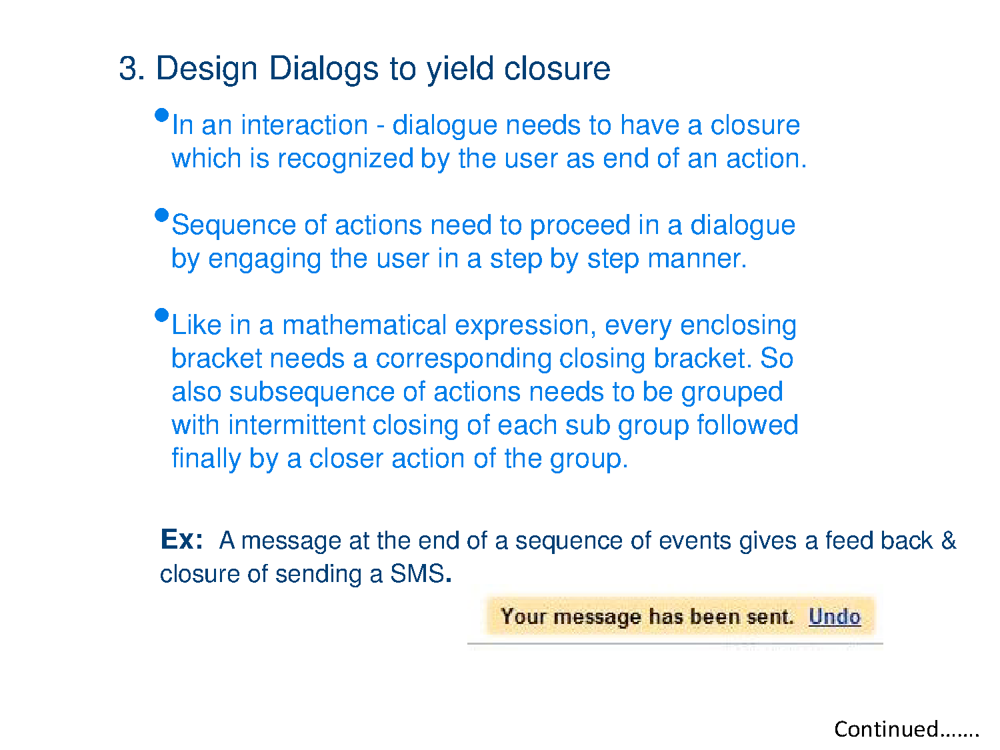 3. Design Dialogs to yield closure
•In an interaction - dialogue needs to have a closure
which is recognized by the user as end of an action.
•Sequence of actions need to proceed in a dialogue
by engaging the user in a step by step manner.
•Like in a mathematical expression, every enclosing
bracket needs a corresponding closing bracket. So
also subsequence of actions needs to be grouped
with intermittent closing of each sub group followed
finally by a closer action of the group.
Ex: A message at the end of a sequence of events gives a feed back &
closure of sending a SMS.
Your message has been sent. Undo
Continued…….